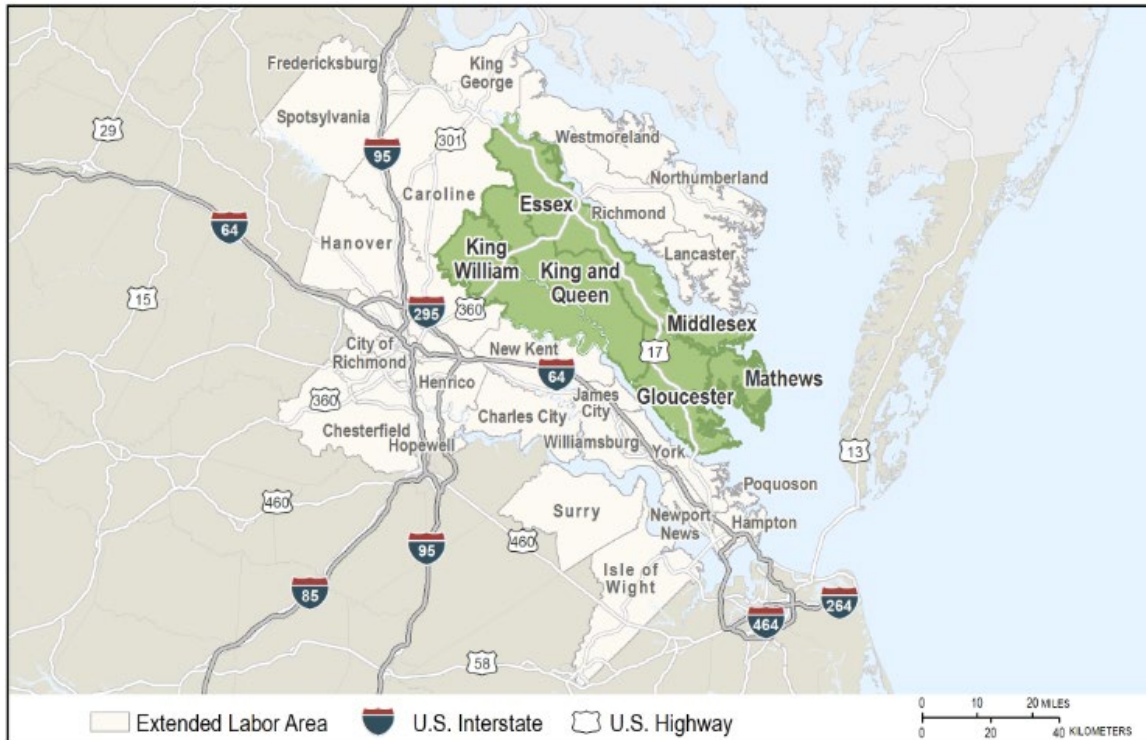 Fredericksburg
King
George
Spotsylvania
29
95
301
Westmoreland
Northumberland
Caroline
Essex
Richmond
64
Hanover
King
William
King and
Queen
Lancaster
15
295
360
Middlesex
City of
Richmond
New Kent
17
64
Mathews
Henrico
James
City
Gloucester
360
Charles City
Chesterfield
Hopewell
Williamsburg
York
13
460
Poquoson
Surry
Newport
News
Hampton
95
460
Isle of
Wight
85
264
464
58
Extended Labor Area
U.S. Interstate
U.S. Highway
0 10 20 MILES
0 20 40 KILOMETERS